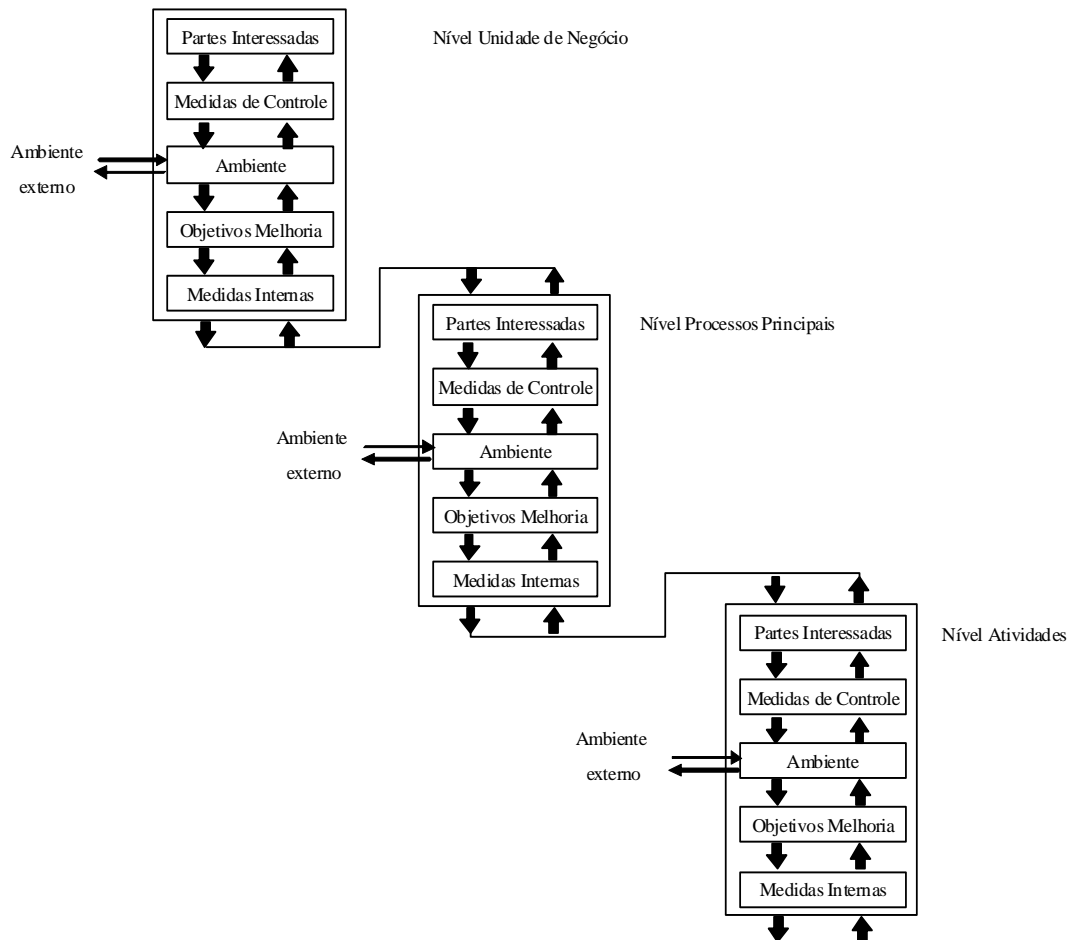 Partes Interessadas
Nível Unidade de Negócio
Medidas de Controle
Ambiente
externo
Ambiente
Objetivos Melhoria
Medidas Internas
Partes Interessadas
Nível Processos Principais
Medidas de Controle
Ambiente
externo
Ambiente
Objetivos Melhoria
Medidas Internas
Partes Interessadas
Nível Atividades
Medidas de Controle
Ambiente
externo
Ambiente
Objetivos Melhoria
Medidas Internas